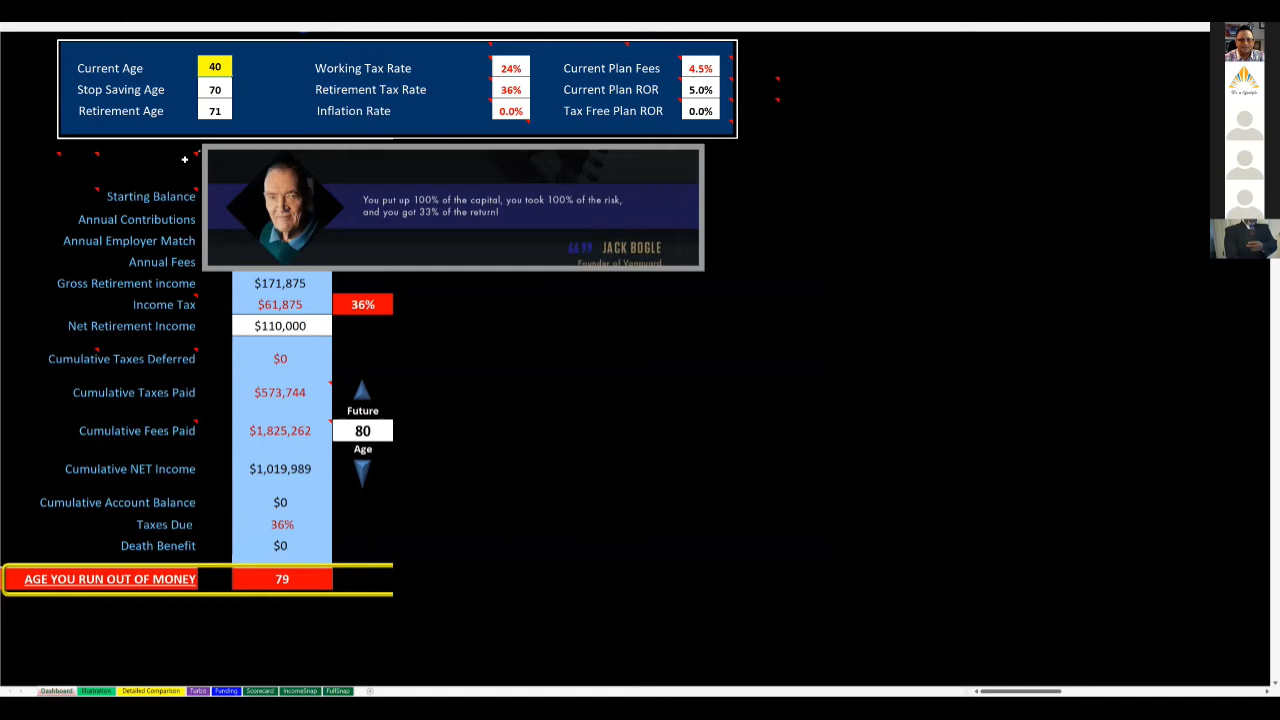 Current Age 40 Working Tax Rate 24% Current Plan Fees 4.5%
Stop Saving Age 70 Retirement Tax Rate 36% Current Plan ROR 5.0%
Retirement Age 71 Inflation Rate 0.0% Tax Free Plan ROR 0.0%
You put up 100% of the capital, you took 100% of the risk,
and you got 33% of the return!
JACK BOGLE
Founder of Vanguard
Starting Balance
Annual Contributions
Annual Employer Match
Annual Fees
Gross Retirement income $171,875
Income Tax $61,875 36%
Net Retirement Income $110,000
Cumulative Taxes Deferred $0
Cumulative Taxes Paid $573,744
Future
Cumulative Fees Paid $1,825,262 80
Age
Cumulative NET Income $1,019,989
Cumulative Account Balance $0
Taxes Due 36%
Death Benefit $0
AGE YOU RUN OUT OF MONEY 79
Dashboard Illustration Detailed Comparison Turbo Funding Scorecard IncomeSnap FullSnap